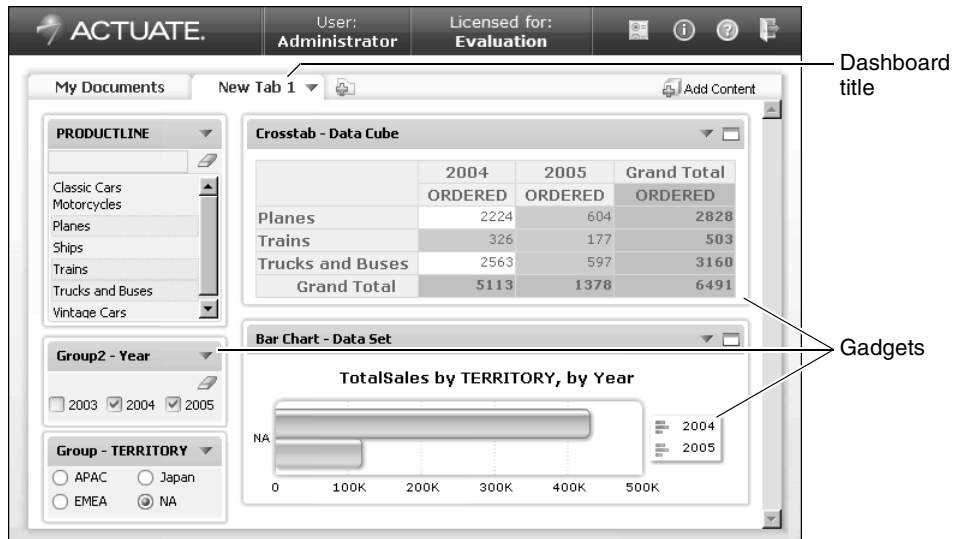 ACTUATE.
User:
Administrator
Licensed for:
Evaluation
My Documents
New Tab 1
Add Content
Dashboard
title
PRODUCTLINE
Classic Cars
Motorcycles
Planes
Ships
Trains
Trucks and Buses
Vintage Cars
Crosstab - Data Cube
2004 2005 Grand Total
ORDERED ORDERED ORDERED
Planes 2224 604 2828
Trains 326 177 503
Trucks and Buses 2563 597 3160
Grand Total 5113 1378 6491
Gadgets
Group2 - Year
2003 2004 2005
Group - TERRITORY
APAC Japan
EMEA NA
Bar Chart - Data Set
TotalSales by TERRITORY, by Year
NA
2004
2005
0 100K 200K 300K 400K 500K